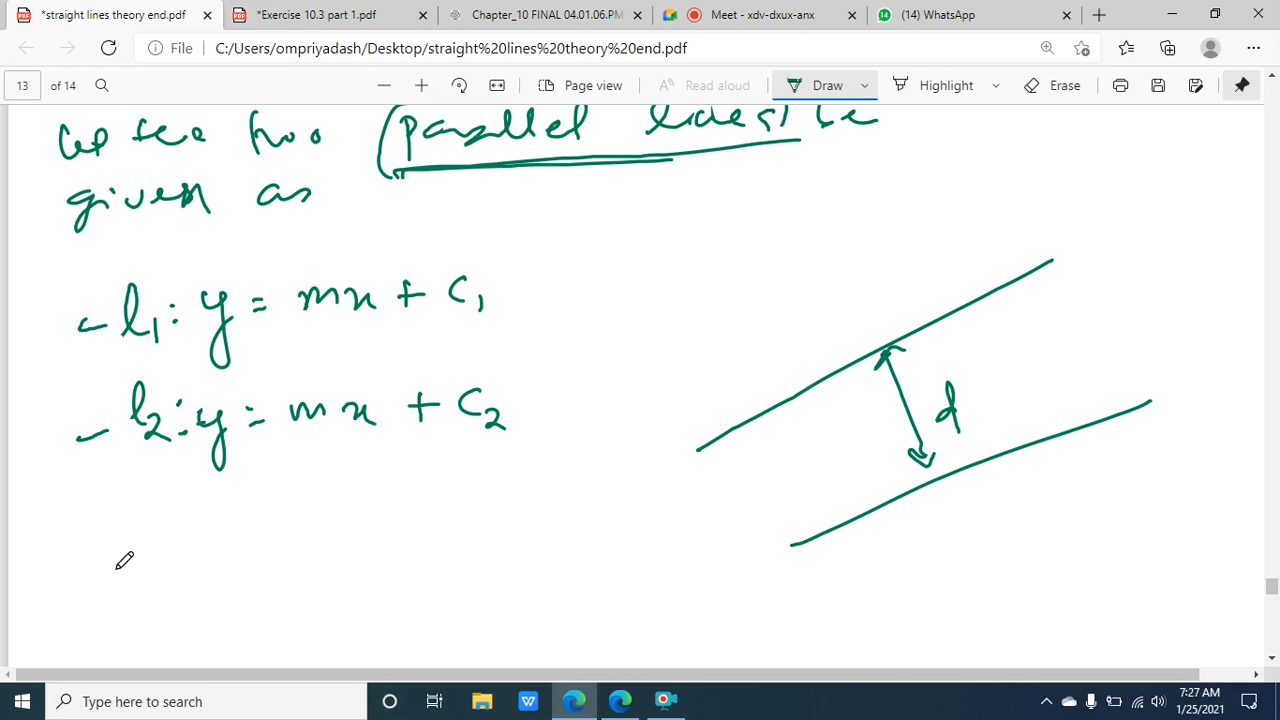 *straight lines theory end.pdf
*Exercise 10.3 part 1.pdf
Chapter_10 FINAL 04.01.06.PM
Meet - xdv-dxux-anx
(14) WhatsApp
File C:/Users/ompriyadash/Desktop/straight%20lines%20theory%20end.pdf
13 of 14 Page view Read aloud Draw Highlight Erase
two (parallel lines be
given as
l1: y = mx + c1
l2: y = mx + c2
d
Type here to search
7:27 AM
1/25/2021